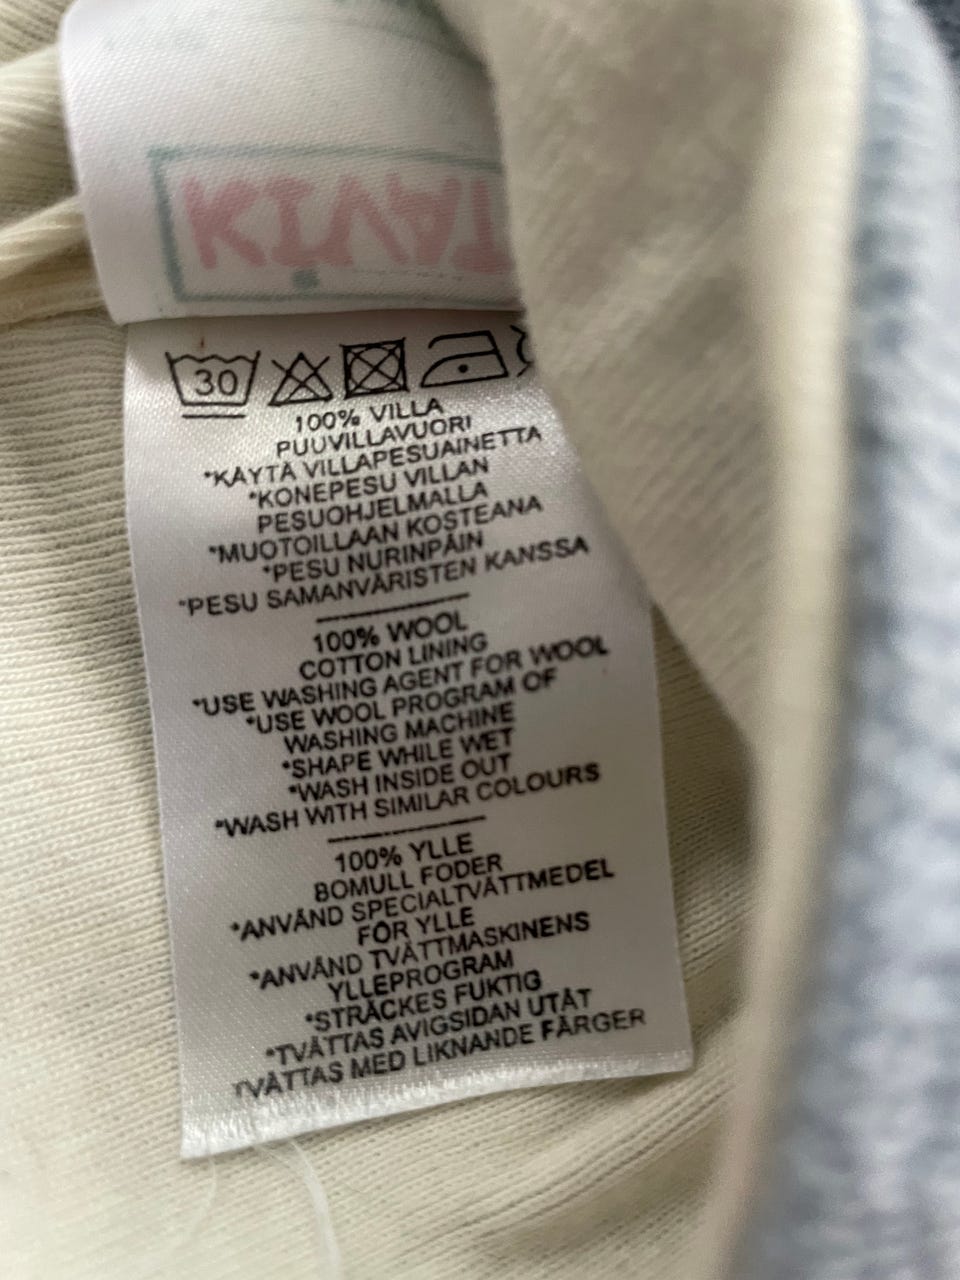 KIVAT
30
100% VILLA
PUUVILLAVUORI
*KÄYTÄ VILLAPESUAINETTA
*KONEPESU VILLAN
PESUOHJELMALLA
*MUOTOILLAAN KOSTEANA
*PESU NURINPÄIN
*PESU SAMANVÄRISTEN KANSSA
100% WOOL
COTTON LINING
*USE WASHING AGENT FOR WOOL
*USE WOOL PROGRAM OF
WASHING MACHINE
*SHAPE WHILE WET
*WASH INSIDE OUT
*WASH WITH SIMILAR COLOURS
100% YLLE
BOMULL FODER
*ANVÄND SPECIALTVÄTTMEDEL
FÖR YLLE
*ANVÄND TVÄTTMASKINENS
YLLEPROGRAM
*STRÄCKES FUKTIG
*TVÄTTAS AVIGSIDAN UTÅT
TVÄTTAS MED LIKNANDE FÄRGER